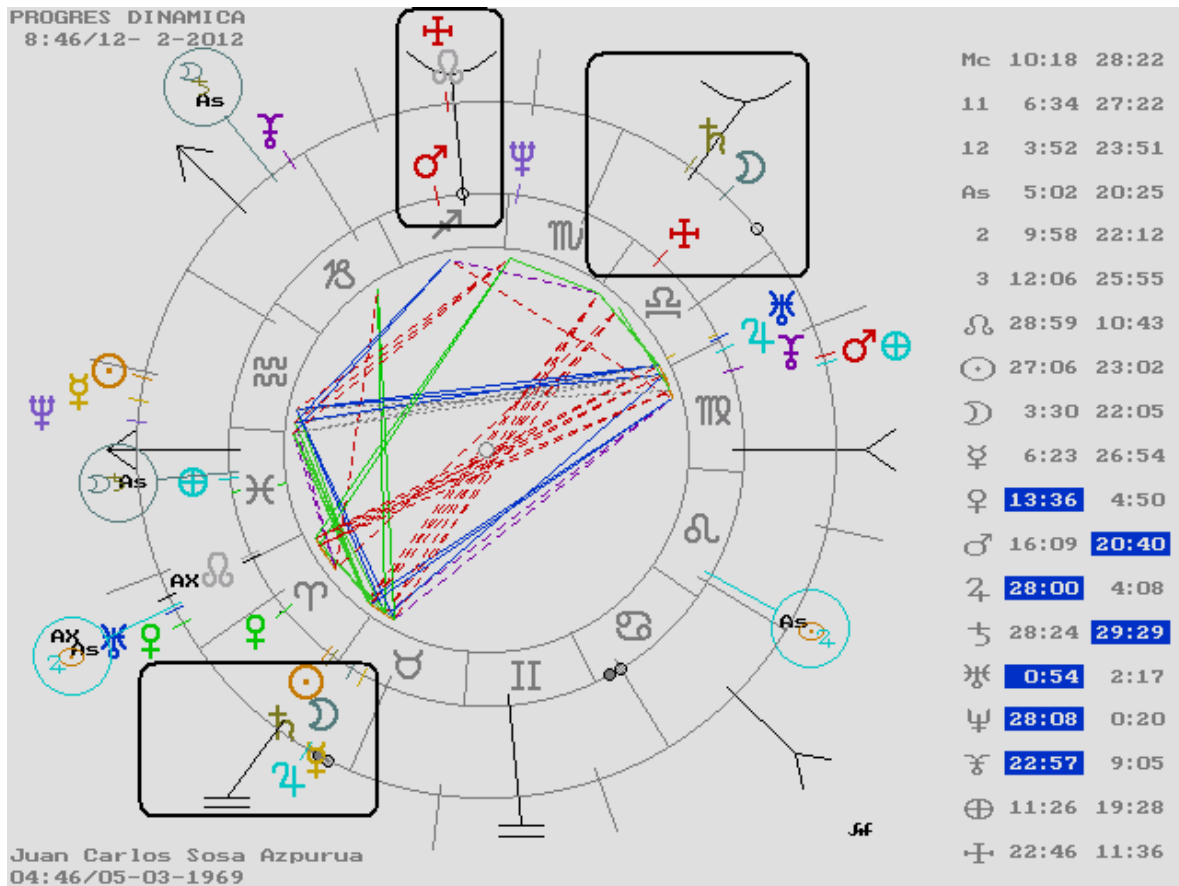 PROGRES DINAMICA
8:46/12- 2-2012
As
AX
AX
As
As
As
Mc 10:18 28:22
11 6:34 27:22
12 3:52 23:51
As 5:02 20:25
2 9:58 22:12
3 12:06 25:55
☊ 28:59 10:43
☉ 27:06 23:02
☽ 3:30 22:05
☿ 6:23 26:54
♀ 13:36 4:50
♂ 16:09 20:40
♃ 28:00 4:08
♄ 28:24 29:29
♅ 0:54 2:17
♆ 28:08 0:20
22:57 9:05
⊕ 11:26 19:28
22:46 11:36
Juan Carlos Sosa Azpurua
04:46/05-03-1969